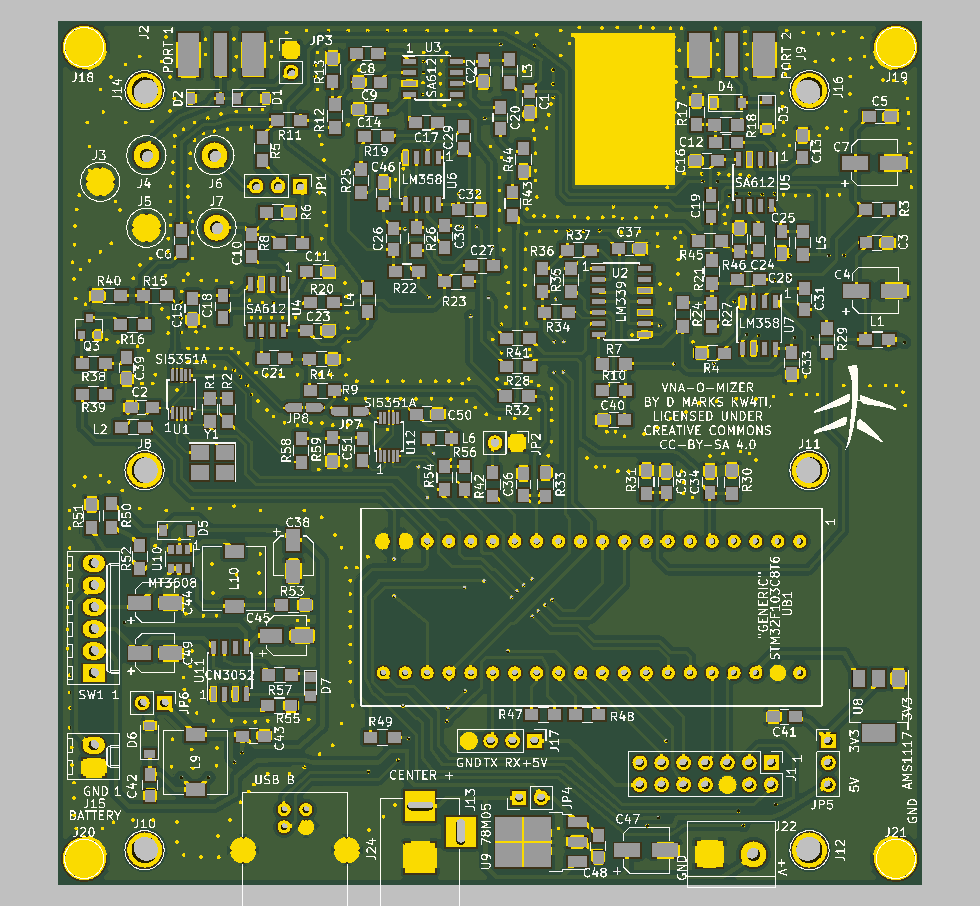 J2
PORT 1
JP3
R13
C8
1
U3
SA612
C22
L3
PORT 2
J9
J18
J19
J14
D2
D1
C9
R12
C14
R11
R19
C17
C29
C20
C1
R17
D4
R18
D3
J16
C5
C12
C13
C7
C16
J3
J4
J6
R5
R25
C46
LM358
1
U6
R44
R43
JP1
SA612
1
U5
+
J5
J7
R6
C32
C19
C25
R3
C6
C10
R8
C26
R26
C30
R36
R37
C37
R45
R46
C24
L5
C3
C11
R22
C27
R23
R35
1
U2
LM339
R21
C28
C4
+
R40
R15
C15
C18
1
SA612
U4
R20
L4
C23
R34
R24
R27
LM358
1
U7
C31
L1
R29
Q3
R16
R41
R7
R4
C33
SI5351A
C21
R14
R28
R10
R38
C39
R39
C2
R1
R2
R9
JP8
JP7
SI5351A
R32
C40
VNA-O-MIZER
BY D MARKS KW4TI,
LICENSED UNDER
CREATIVE COMMONS
CC-BY-SA 4.0
L2
U1
Y1
J8
R58
R59
C51
1
U12
C50
L6
R56
R54
R42
C36
JP2
R33
R31
C35
C34
R30
J11
R51
R50
D5
C38
+
R52
U10
MT3608
L10
R53
1
"GENERIC"
STM32F103C8T6
UB1
C44
+
C45
+
C49
+
U11
CN3052
1
R57
R55
D7
SW1 1
JP6
R49
R47
R48
C41
U8
AMS1117-3V3
D6
L9
C43
J17
GND
TX
RX
+5V
3V3
5V
JP5
C42
GND 1
J15
BATTERY
USB B
CENTER +
J13
JP4
J1
1
GND
J20
J10
J24
U9
78M05
C48
C47
+
GND
J22
A+
J12
J21